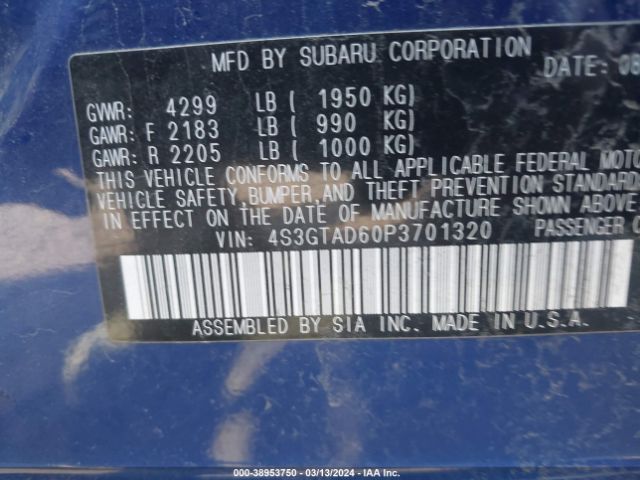 MFD BY SUBARU CORPORATION DATE: 08
GVWR: 4299 LB ( 1950 KG)
GAWR: F 2183 LB ( 990 KG)
GAWR: R 2205 LB ( 1000 KG)
THIS VEHICLE CONFORMS TO ALL APPLICABLE FEDERAL MOTO
VEHICLE SAFETY,BUMPER,AND THEFT PREVENTION STANDARDS
IN EFFECT ON THE DATE OF MANUFACTURE SHOWN ABOVE
VIN: 4S3GTAD60P3701320 PASSENGER C
ASSEMBLED BY SIA INC. MADE IN U.S.A.
000-38953750 - 03/13/2024 - IAA Inc.